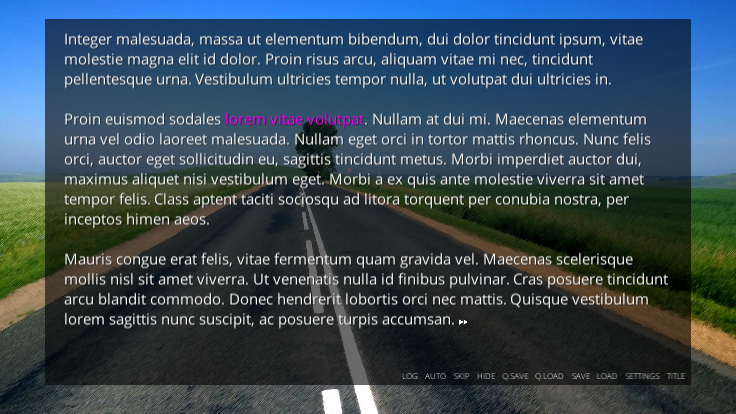 Integer malesuada, massa ut elementum bibendum, dui dolor tincidunt ipsum, vitae
molestie magna elit id dolor. Proin risus arcu, aliquam vitae mi nec, tincidunt
pellentesque urna. Vestibulum ultricies tempor nulla, ut volutpat dui ultricies in.
Proin euismod sodales lorem vitae volutpat. Nullam at dui mi. Maecenas elementum
urna vel odio laoreet malesuada. Nullam eget orci in tortor mattis rhoncus. Nunc felis
orci, auctor eget sollicitudin eu, sagittis tincidunt metus. Morbi imperdiet auctor dui,
maximus aliquet nisi vestibulum eget. Morbi a ex quis ante molestie viverra sit amet
tempor felis. Class aptent taciti sociosqu ad litora torquent per conubia nostra, per
inceptos himen aeos.
Mauris congue erat felis, vitae fermentum quam gravida vel. Maecenas scelerisque
mollis nisl sit amet viverra. Ut venenatis nulla id finibus pulvinar. Cras posuere tincidunt
arcu blandit commodo. Donec hendrerit lobortis orci nec mattis. Quisque vestibulum
lorem sagittis nunc suscipit, ac posuere turpis accumsan.
LOG AUTO SKIP HIDE Q.SAVE Q.LOAD SAVE LOAD SETTINGS TITLE